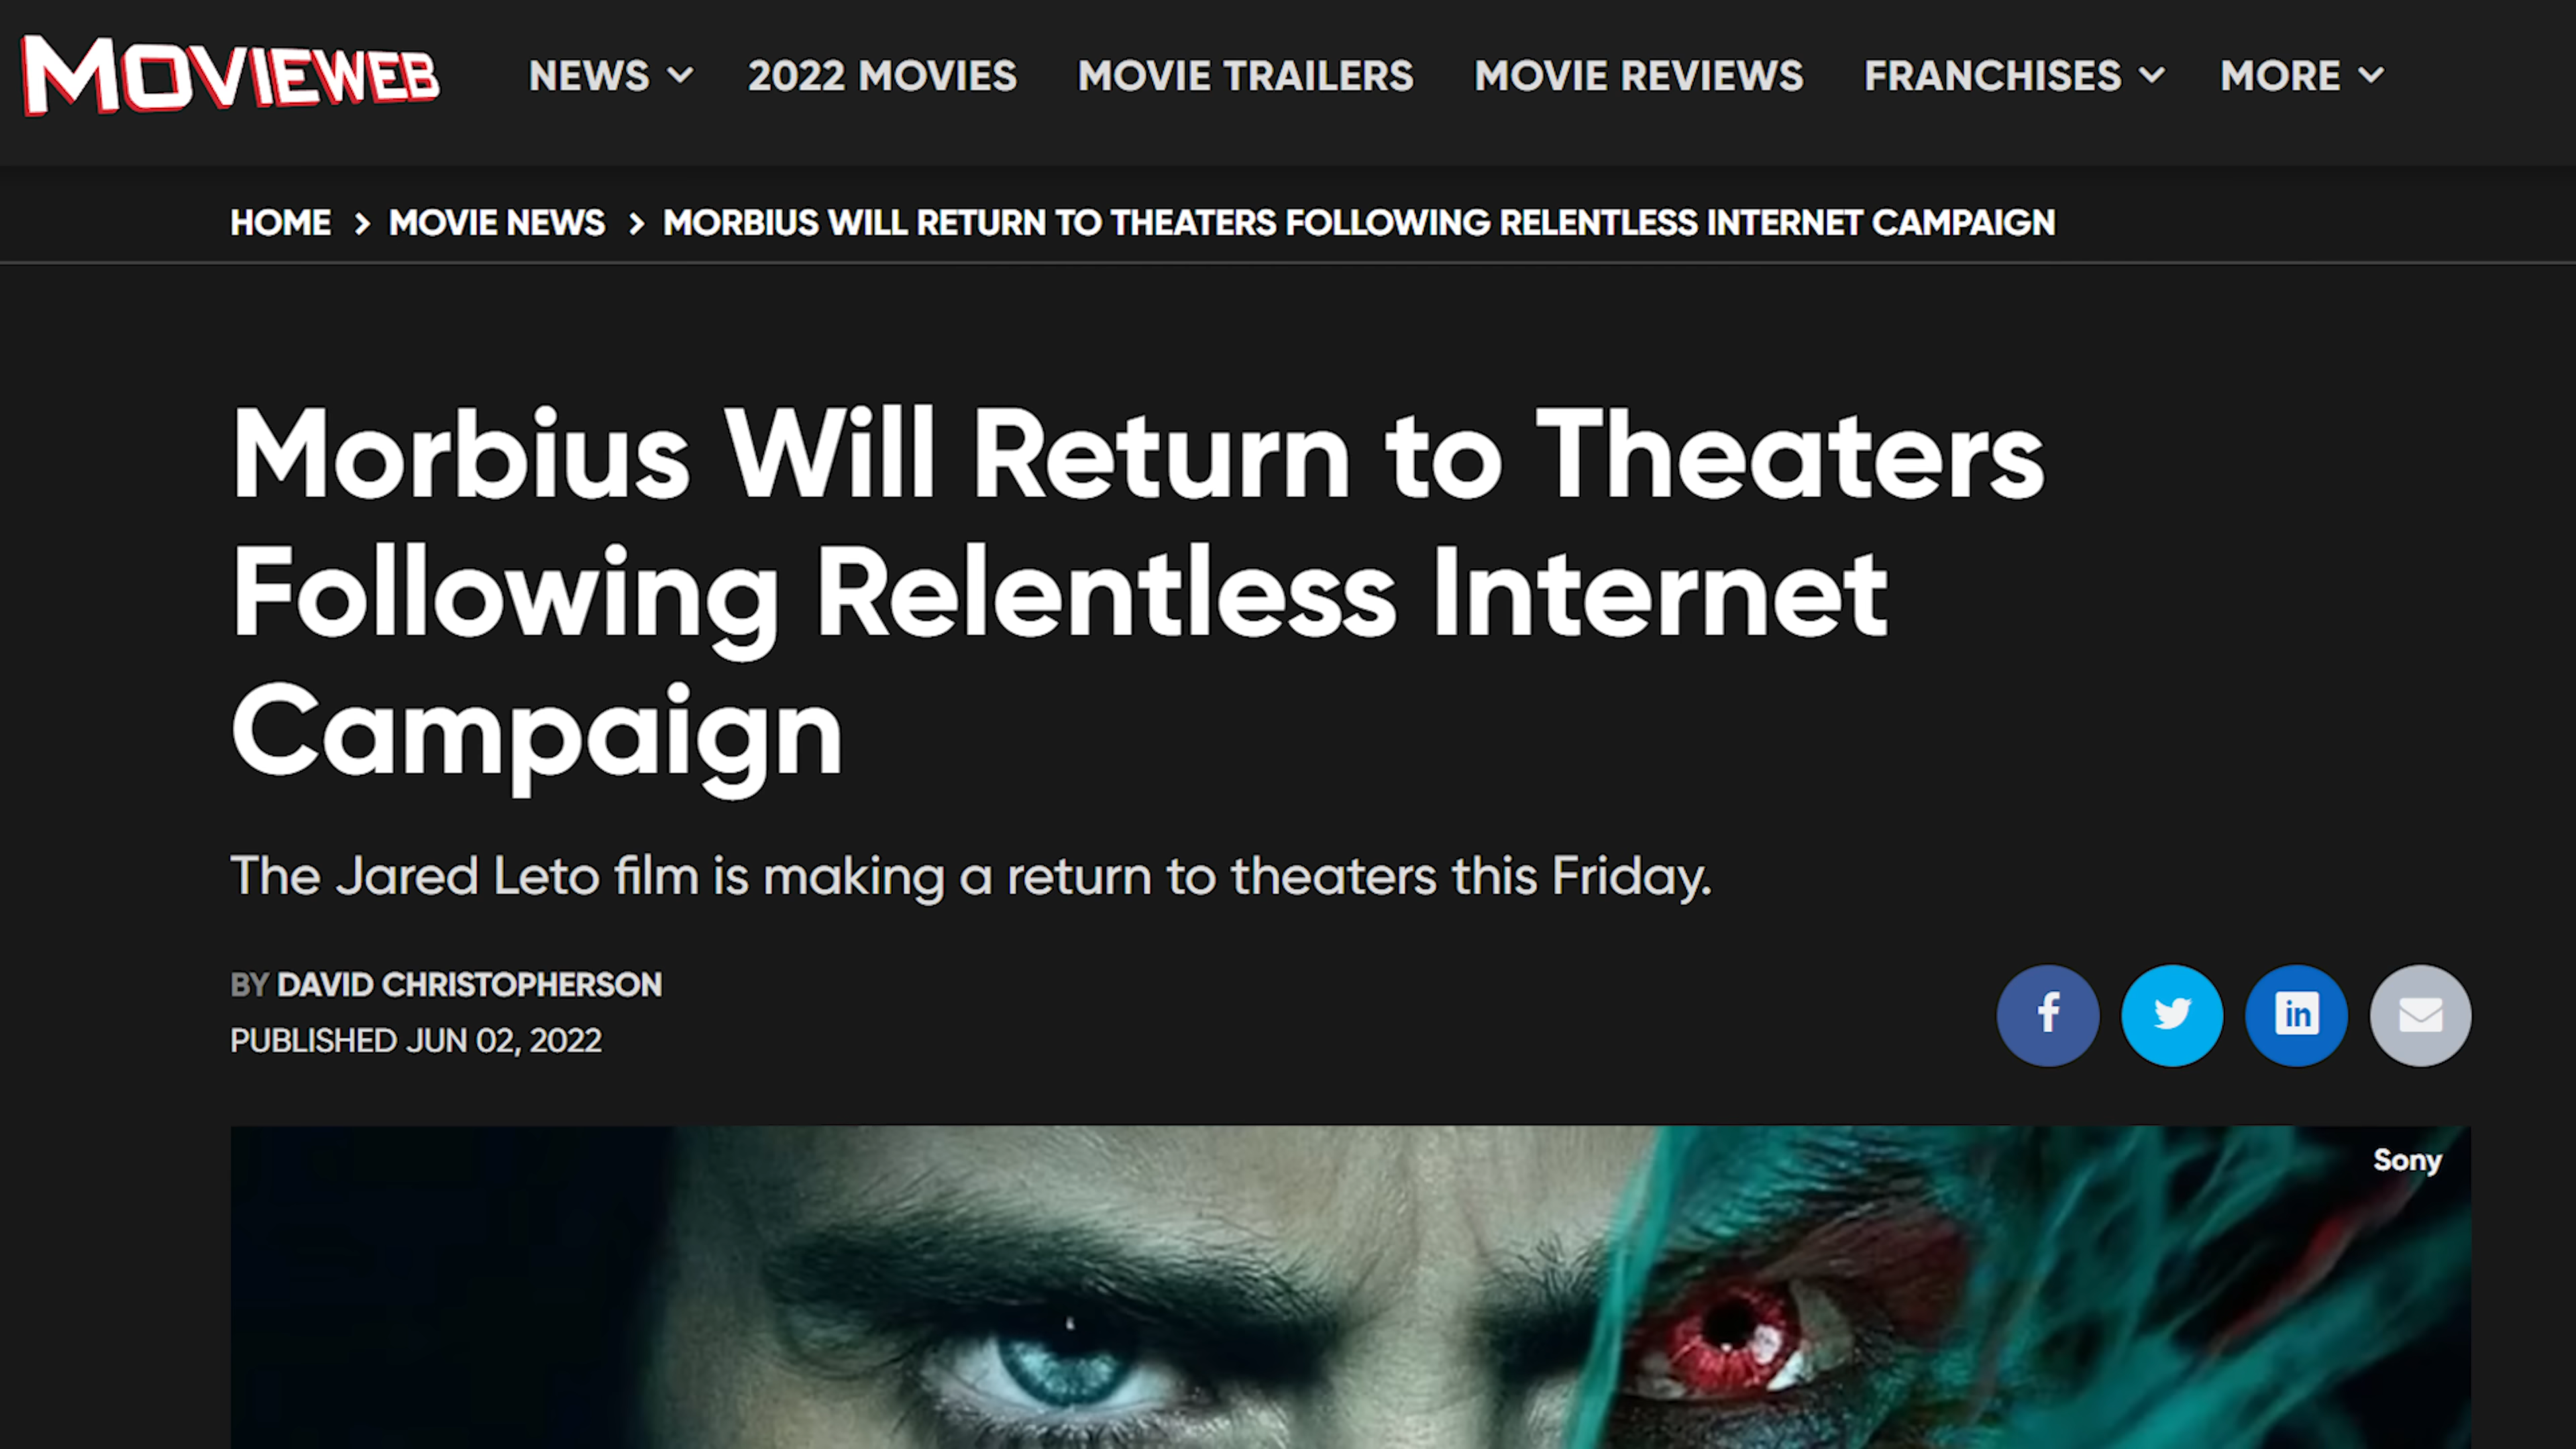 MOVIEWEB NEWS 2022 MOVIES MOVIE TRAILERS MOVIE REVIEWS FRANCHISES MORE
HOME > MOVIE NEWS > MORBIUS WILL RETURN TO THEATERS FOLLOWING RELENTLESS INTERNET CAMPAIGN
Morbius Will Return to Theaters
Following Relentless Internet
Campaign
The Jared Leto film is making a return to theaters this Friday.
BY DAVID CHRISTOPHERSON
PUBLISHED JUN 02, 2022
f in
Sony